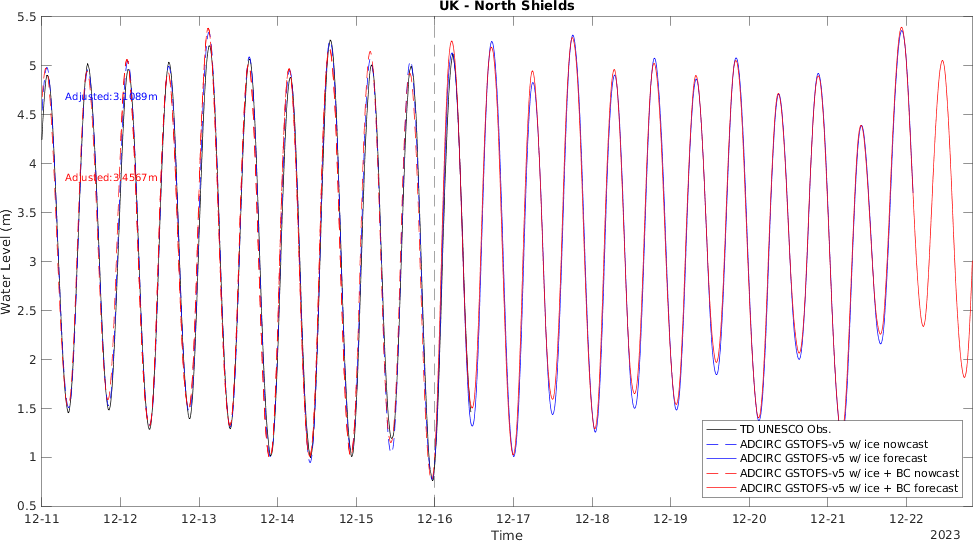 UK - North Shields
5.5
5
4.5
4
3.5
3
2.5
2
1.5
1
0.5
Water Level (m)
Adjusted:3.1089m
Adjusted:3.4567m
TD UNESCO Obs.
ADCIRC GSTOFS-v5 w/ ice nowcast
ADCIRC GSTOFS-v5 w/ ice forecast
ADCIRC GSTOFS-v5 w/ ice + BC nowcast
ADCIRC GSTOFS-v5 w/ ice + BC forecast
12-11 12-12 12-13 12-14 12-15 12-16 12-17 12-18 12-19 12-20 12-21 12-22
Time
2023